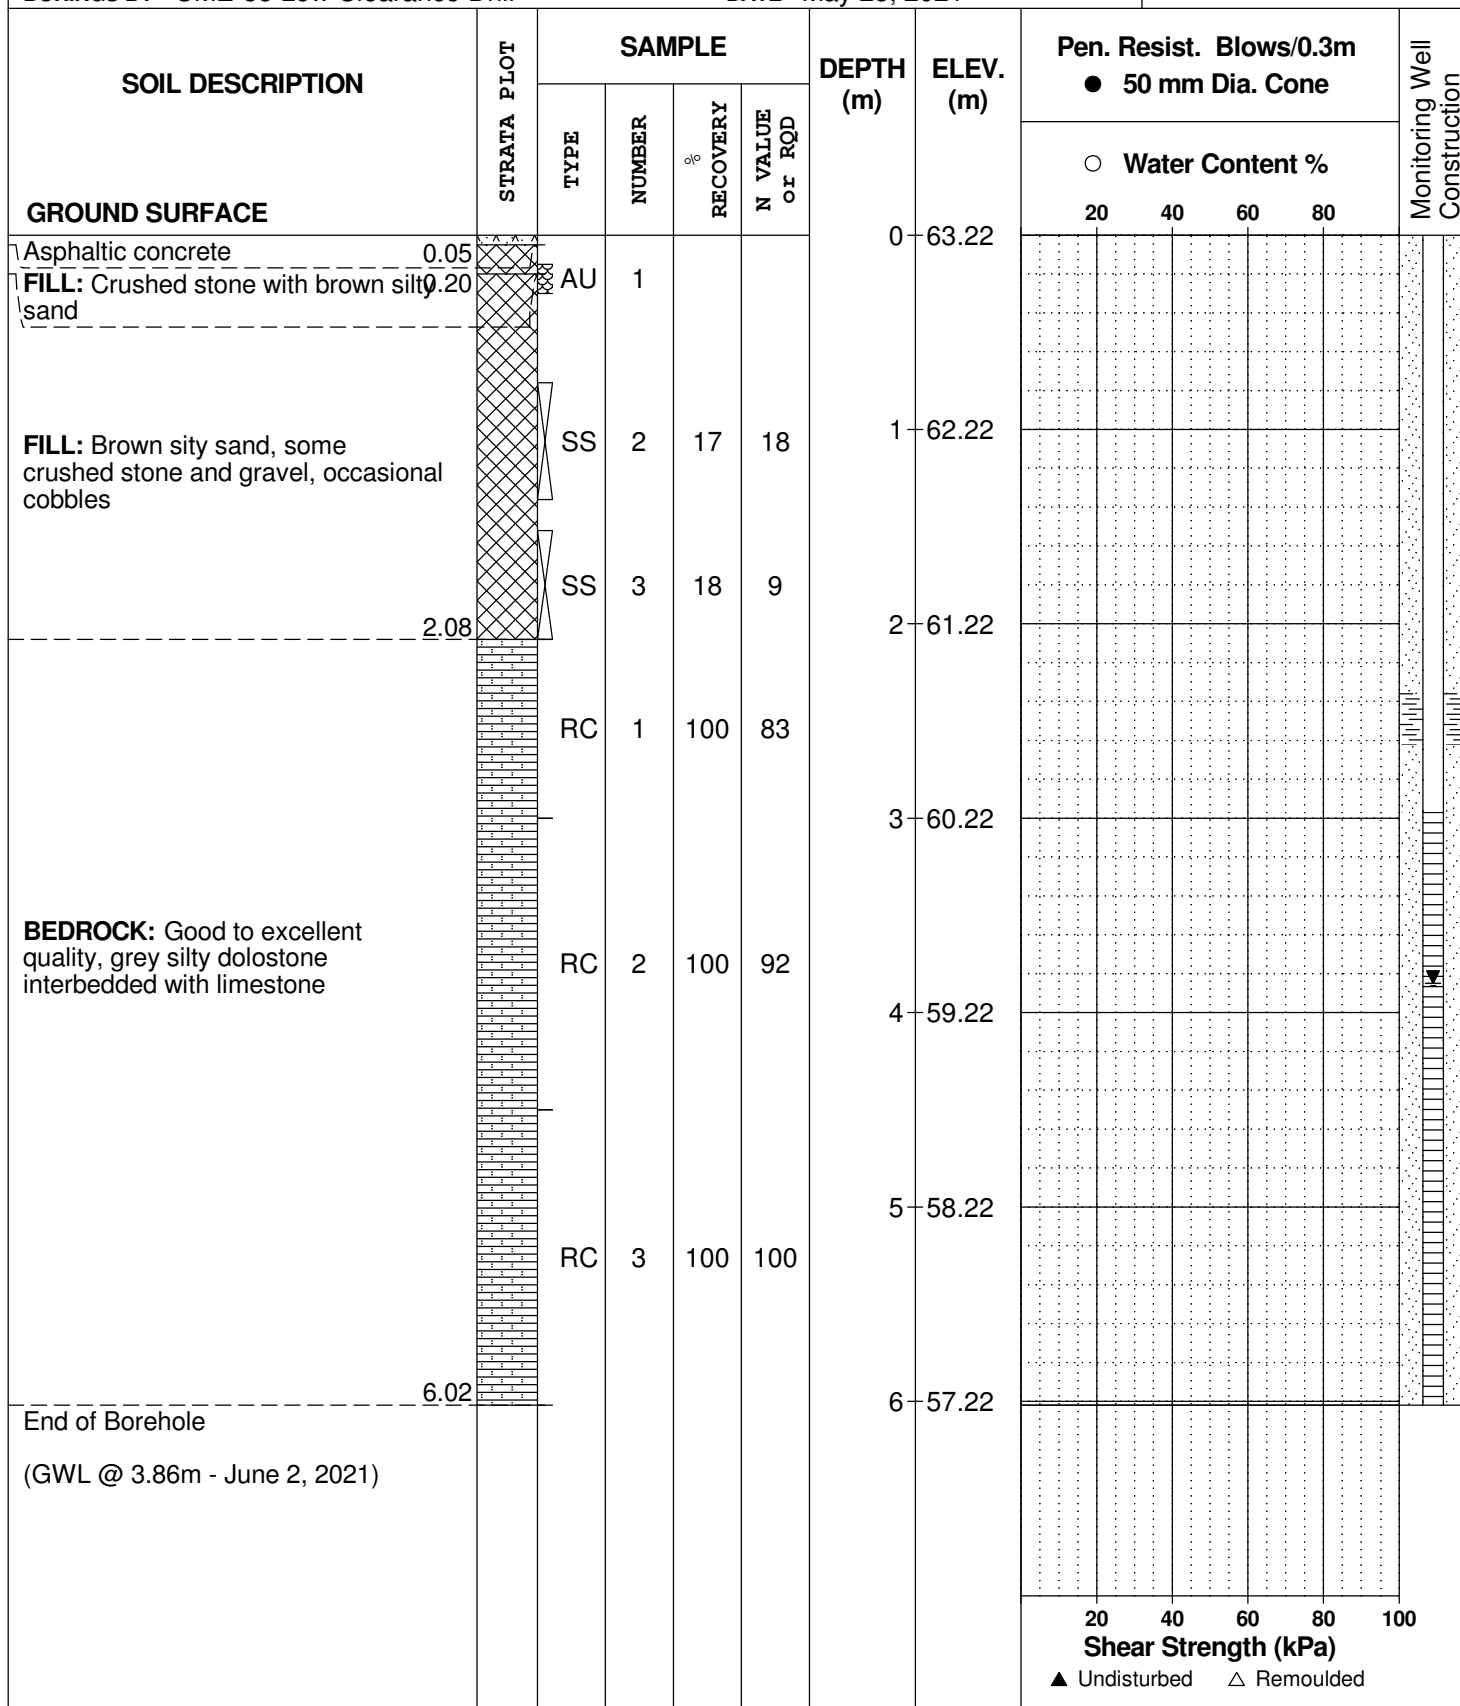 SOIL DESCRIPTION
GROUND SURFACE
STRATA PLOT
SAMPLE
TYPE
NUMBER
% RECOVERY
N VALUE or RQD
DEPTH (m)
ELEV. (m)
Pen. Resist. Blows/0.3m
● 50 mm Dia. Cone
○ Water Content %
20 40 60 80
Monitoring Well Construction
0 63.22
Asphaltic concrete 0.05
FILL: Crushed stone with brown silty 0.20
sand
AU 1
FILL: Brown sity sand, some
crushed stone and gravel, occasional
cobbles
SS 2 17 18
1 62.22
SS 3 18 9
2.08
2 61.22
RC 1 100 83
3 60.22
BEDROCK: Good to excellent
quality, grey silty dolostone
interbedded with limestone
RC 2 100 92
4 59.22
5 58.22
RC 3 100 100
6.02
6 57.22
End of Borehole
(GWL @ 3.86m - June 2, 2021)
20 40 60 80 100
Shear Strength (kPa)
▲ Undisturbed △ Remoulded